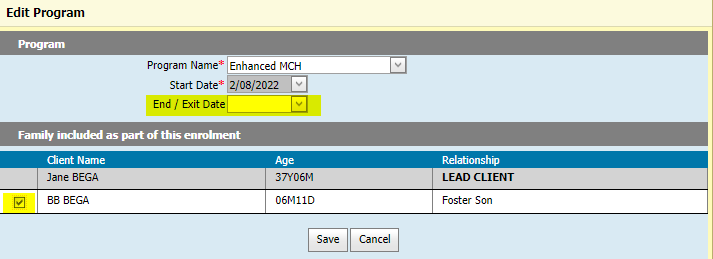 Edit Program
Program
Program Name* Enhanced MCH
Start Date* 2/08/2022
End / Exit Date
Family included as part of this enrolment
Client Name Age Relationship
Jane BEGA 37Y06M LEAD CLIENT
BB BEGA 06M11D Foster Son
Save Cancel